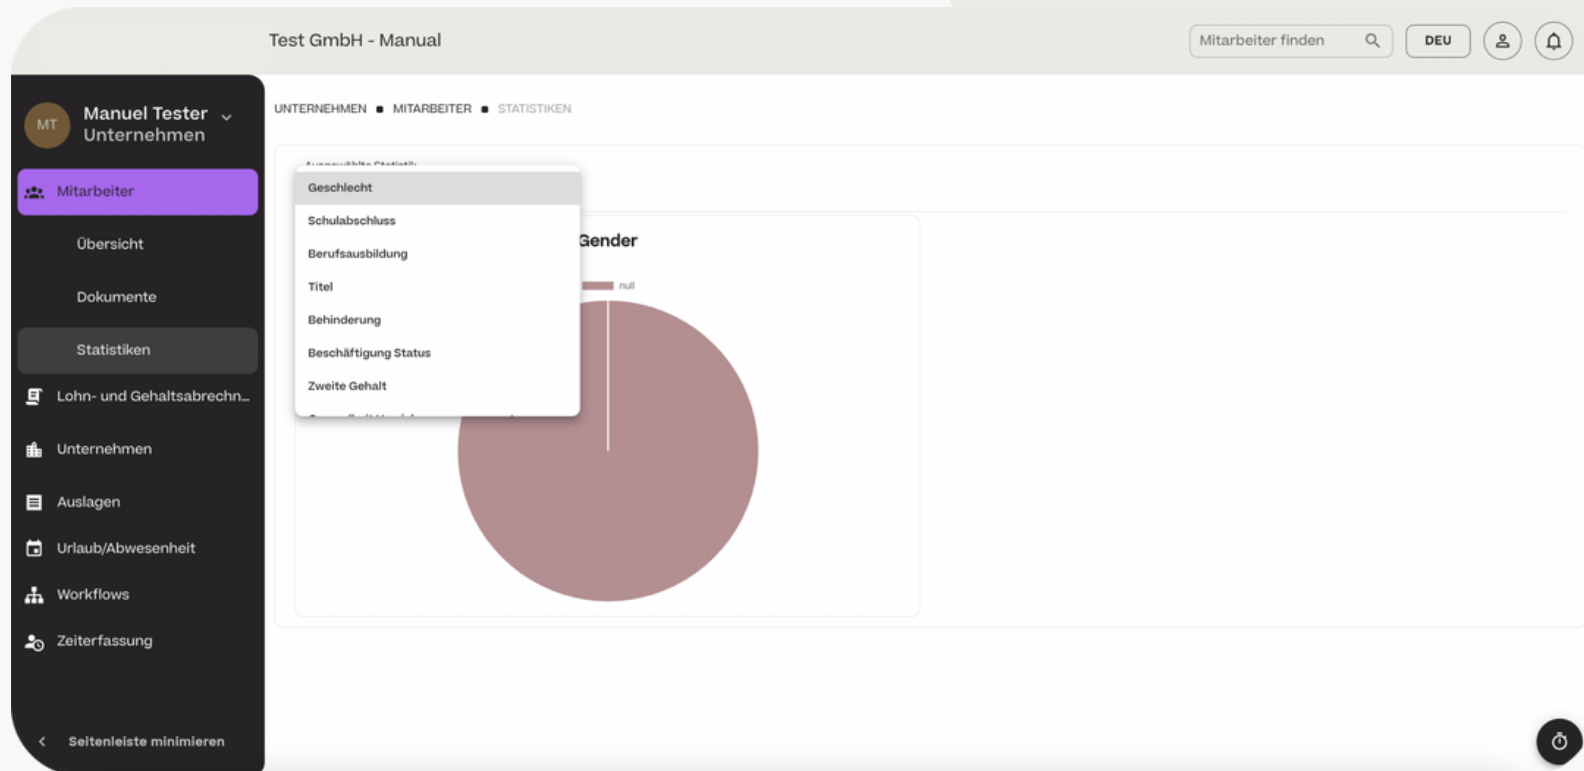 Test GmbH - Manual
Mitarbeiter finden
DEU
MT
Manuel Tester
Unternehmen
Mitarbeiter
Übersicht
Dokumente
Statistiken
Lohn- und Gehaltsabrechn...
Unternehmen
Auslagen
Urlaub/Abwesenheit
Workflows
Zeiterfassung
Seitenleiste minimieren
UNTERNEHMEN ■ MITARBEITER ■ STATISTIKEN
Ausgewählte Statistik
Geschlecht
Schulabschluss
Berufsausbildung
Titel
Behinderung
Beschäftigung Status
Zweite Gehalt
Gender
null